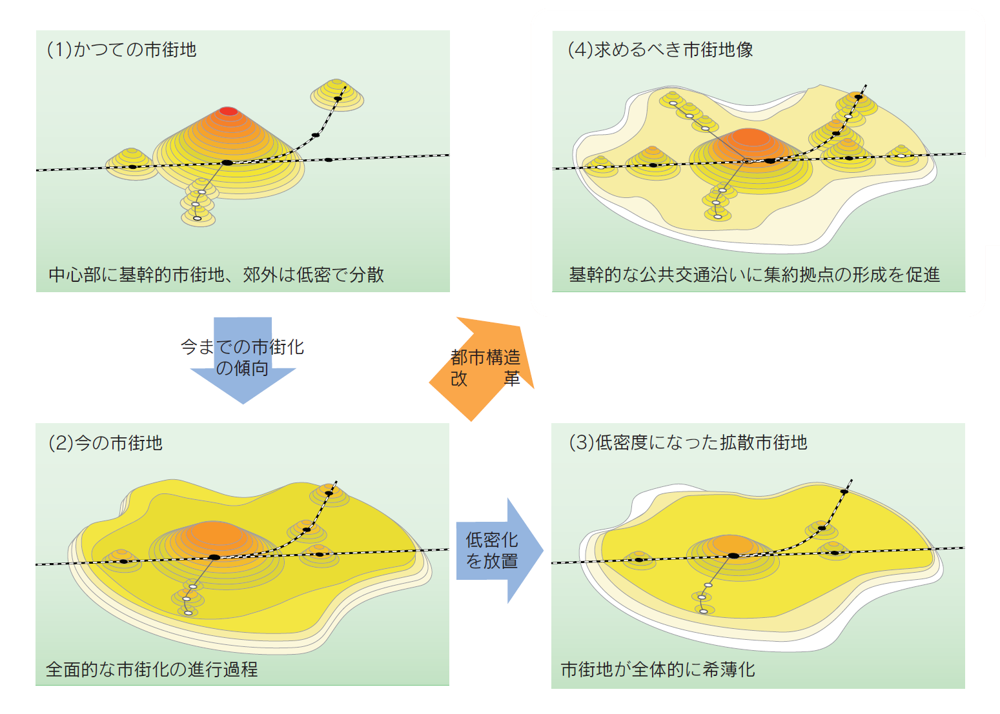 (1)かつての市街地
中心部に基幹的市街地、郊外は低密で分散
(4)求めるべき市街地像
基幹的な公共交通沿いに集約拠点の形成を促進
今までの市街化
の傾向
都市構造
改　　革
(2)今の市街地
全面的な市街化の進行過程
低密化
を放置
(3)低密度になった拡散市街地
市街地が全体的に希薄化